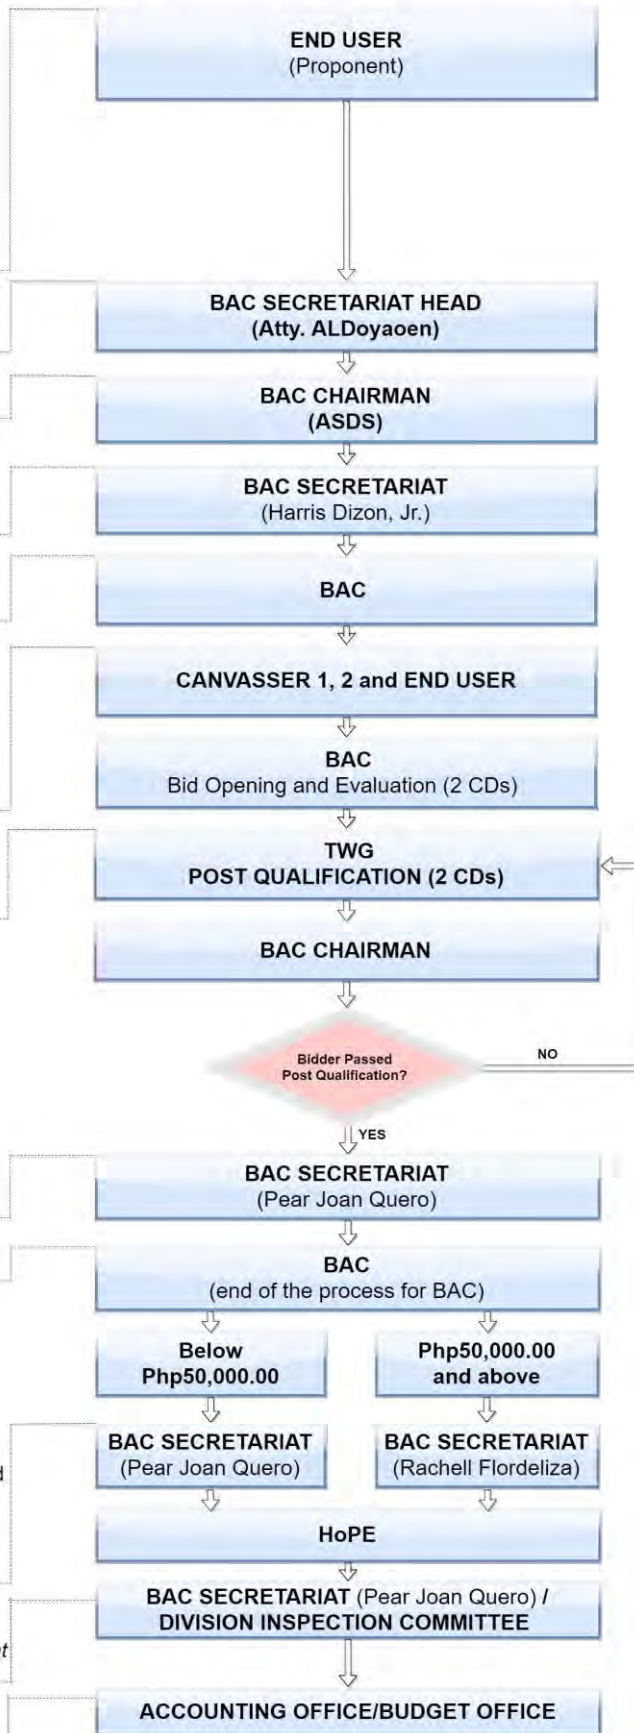 END USER
(Proponent)
BAC SECRETARIAT HEAD
(Atty. ALDoyaoen)
BAC CHAIRMAN
(ASDS)
BAC SECRETARIAT
(Harris Dizon, Jr.)
BAC
CANVASSER 1, 2 and END USER
BAC
Bid Opening and Evaluation (2 CDs)
TWG
POST QUALIFICATION (2 CDs)
BAC CHAIRMAN
Bidder Passed
Post Qualification?
NO
YES
BAC SECRETARIAT
(Pear Joan Quero)
BAC
(end of the process for BAC)
Below
Php50,000.00
Php50,000.00
and above
BAC SECRETARIAT
(Pear Joan Quero)
BAC SECRETARIAT
(Rachell Flordeliza)
HoPE
BAC SECRETARIAT (Pear Joan Quero) /
DIVISION INSPECTION COMMITTEE
ACCOUNTING OFFICE/BUDGET OFFICE